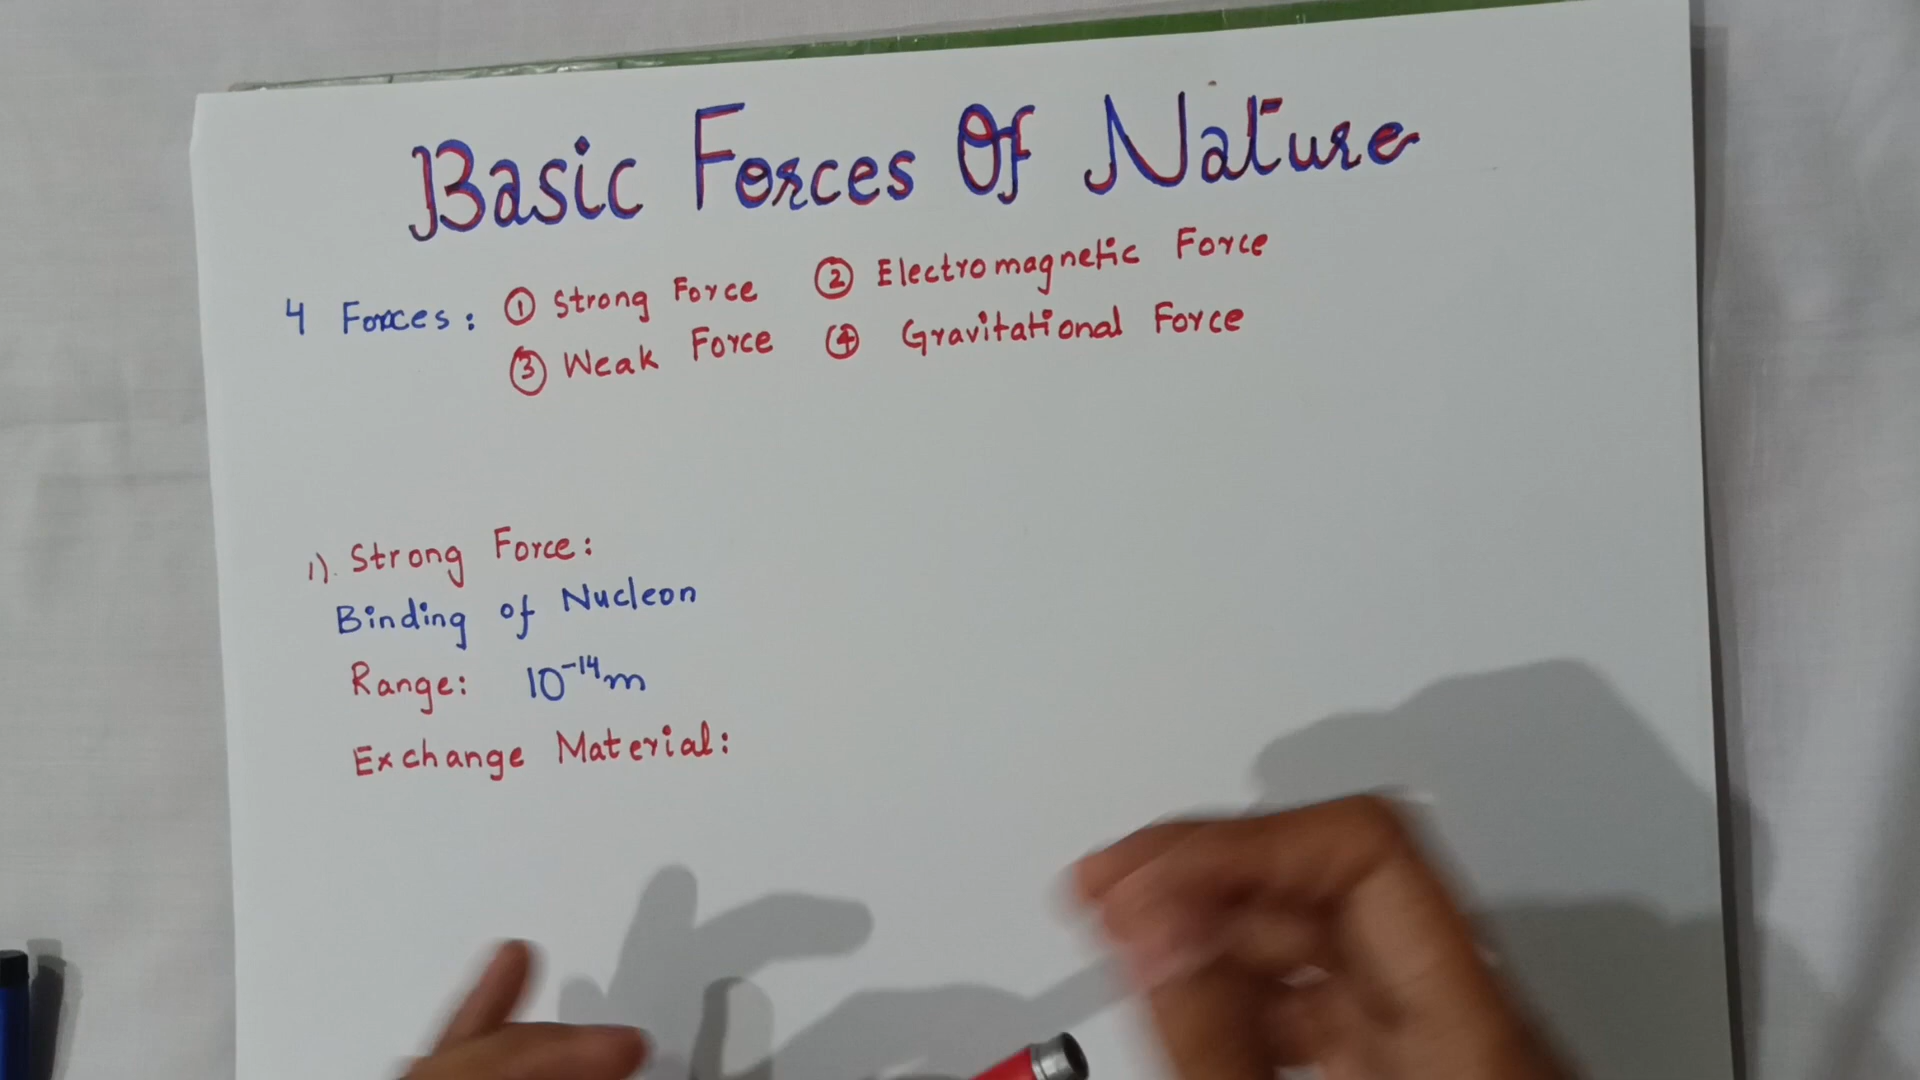 Basic Forces Of Nature
4 Forces: ① Strong Force ② Electromagnetic Force
③ Weak Force ④ Gravitational Force
1). Strong Force:
Binding of Nucleon
Range: 10⁻¹⁴m
Exchange Material: